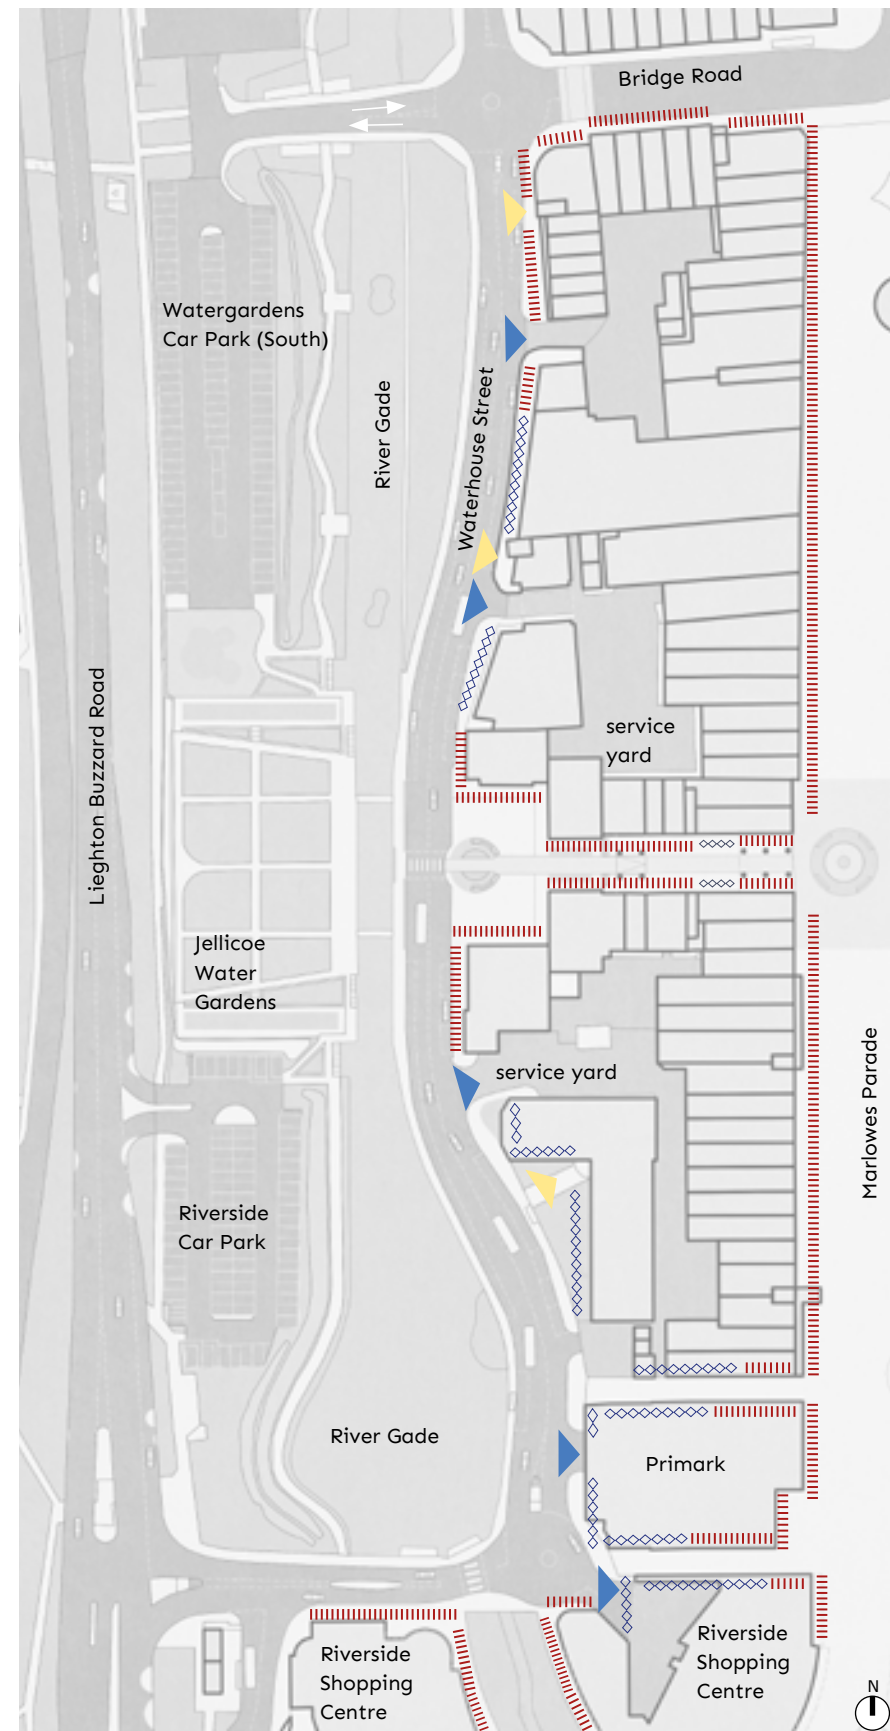 Bridge Road
Watergardens
Car Park (South)
River Gade
Waterhouse Street
Lieghton Buzzard Road
service
yard
Jellicoe
Water
Gardens
service yard
Marlowes Parade
Riverside
Car Park
River Gade
Primark
Riverside
Shopping
Centre
Riverside
Shopping
Centre
N